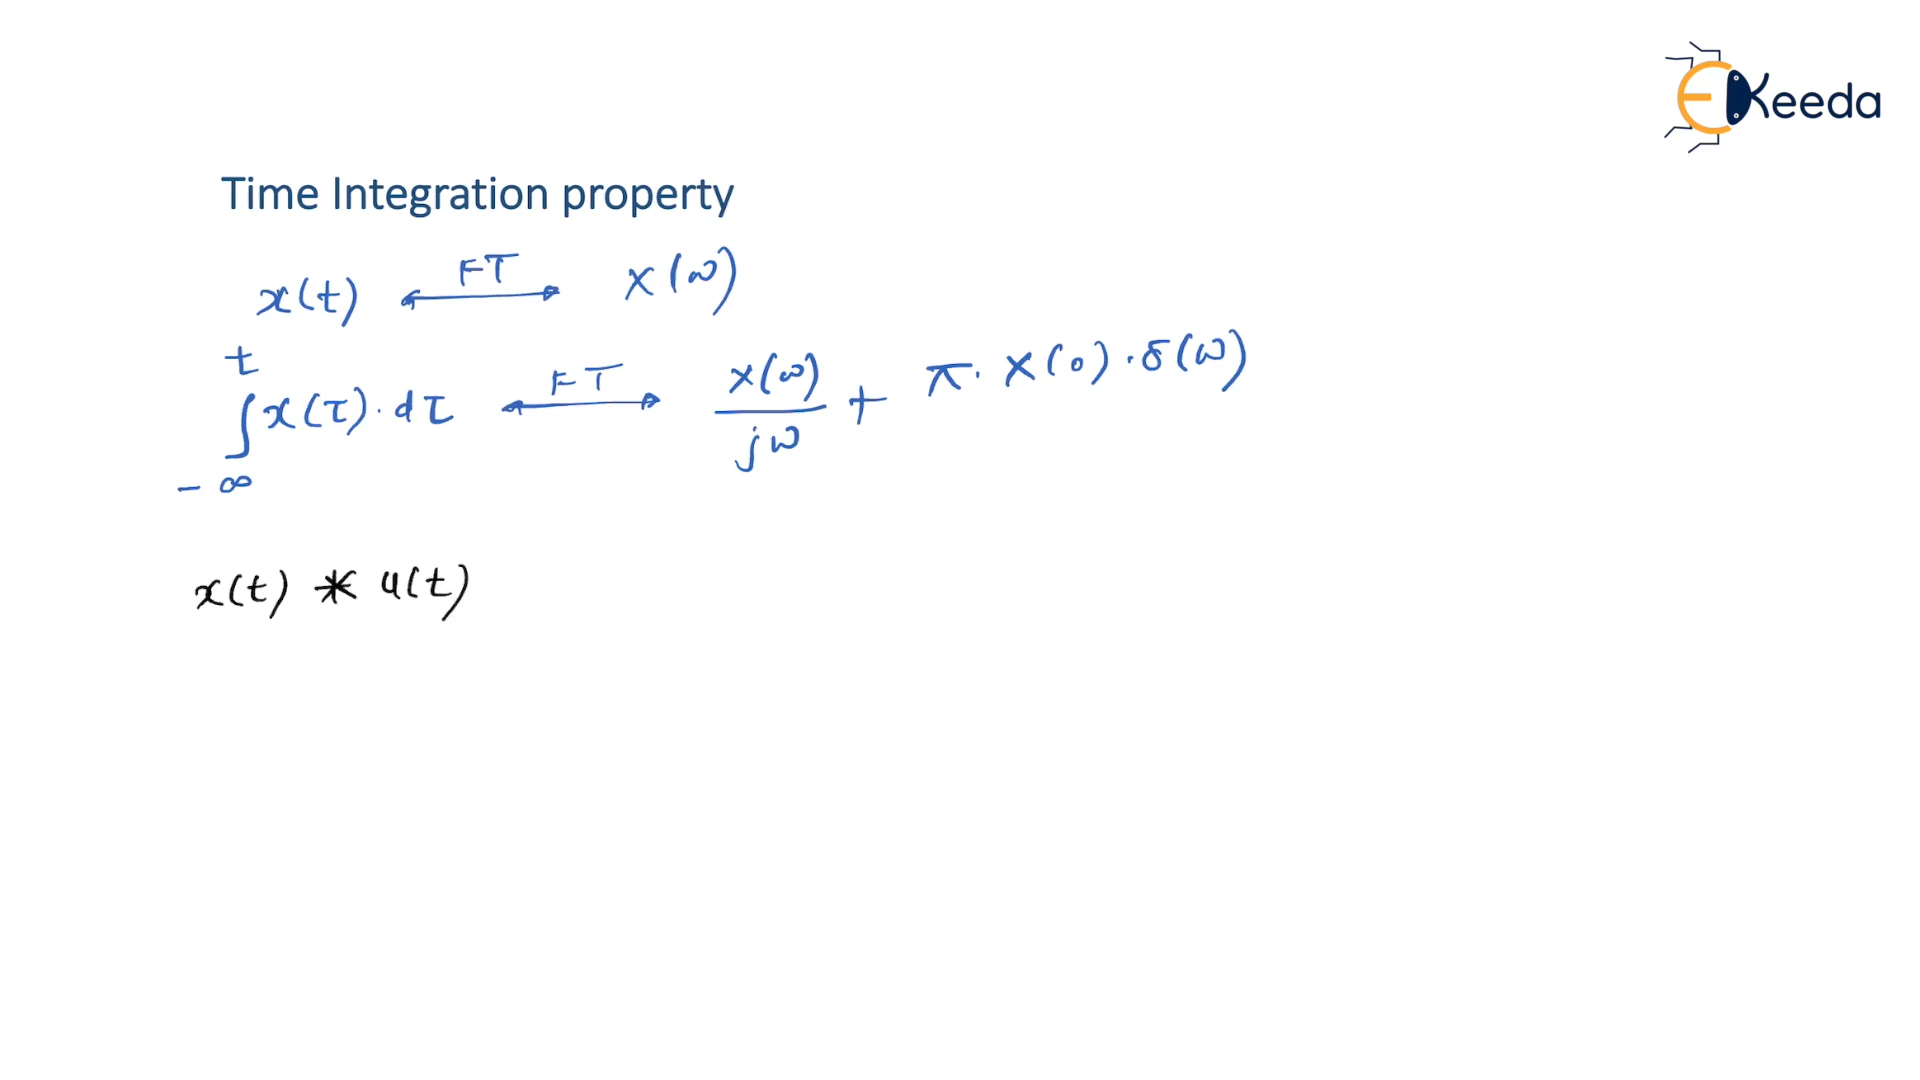 EKeeda
Time Integration property
x(t) ⟷ FT X(ω)
∫_{-∞}^{t} x(τ)·dτ ⟷ FT X(ω)/jω + π·X(0)·δ(ω)
x(t) * u(t)